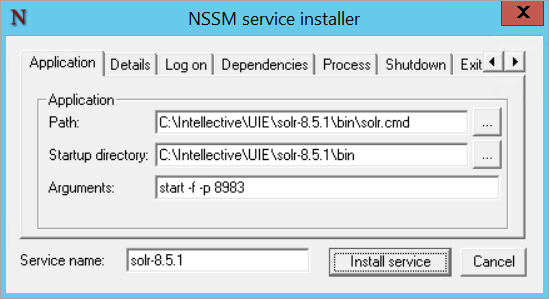 N NSSM service installer X
Application Details Log on Dependencies Process Shutdown Exit
Application
Path: C:\Intellective\UIE\solr-8.5.1\bin\solr.cmd ...
Startup directory: C:\Intellective\UIE\solr-8.5.1\bin ...
Arguments: start -f -p 8983
Service name: solr-8.5.1 Install service Cancel